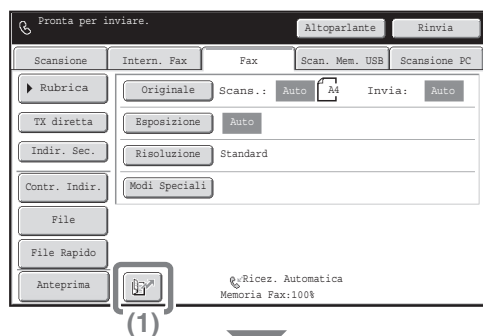 Pronta per inviare.
Altoparlante Rinvia
Scansione Intern. Fax Fax Scan. Mem. USB Scansione PC
Rubrica Originale Scans.: Auto A4 Invia: Auto
TX diretta Esposizione Auto
Indir. Sec. Risoluzione Standard
Contr. Indir. Modi Speciali
File
File Rapido
Anteprima Ricez. Automatica
Memoria Fax:100%
(1)